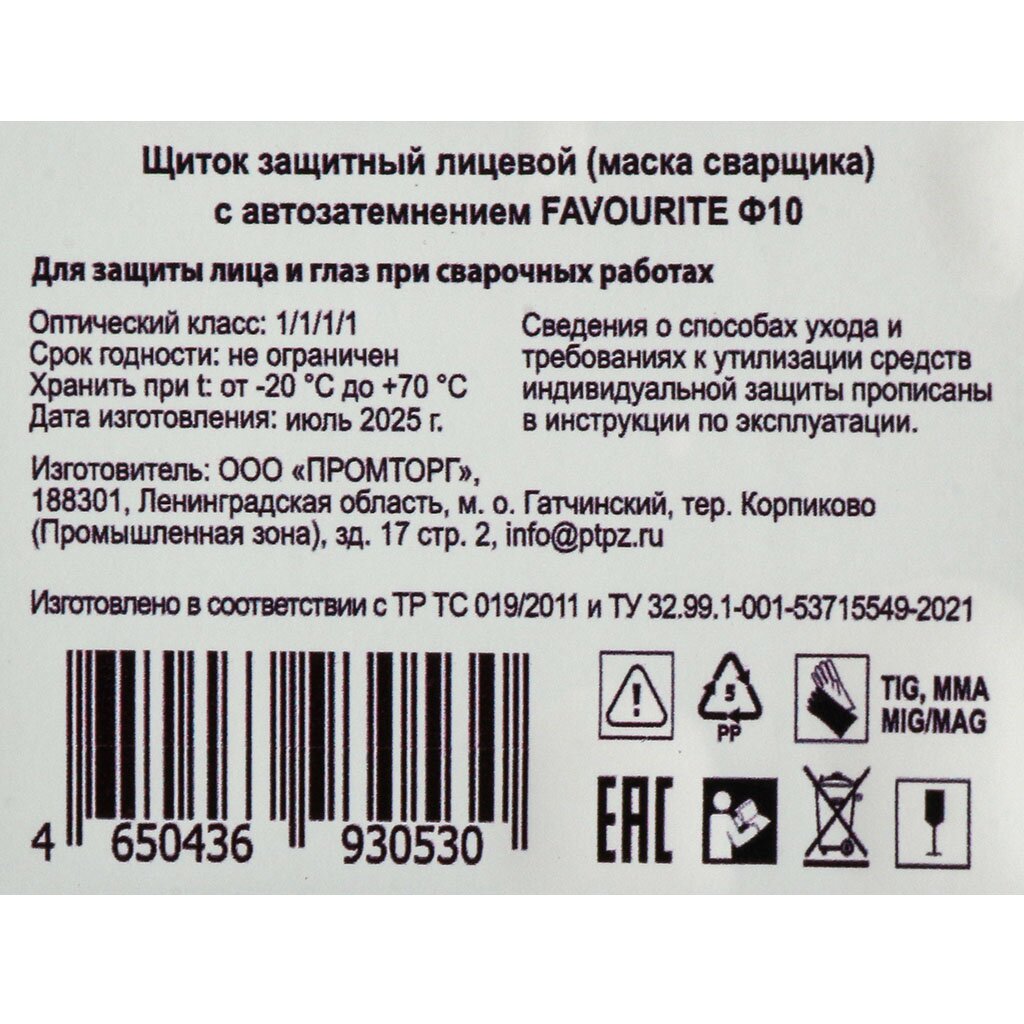 Щиток защитный лицевой (маска сварщика)
с автозатемнением FAVOURITE Ф10
Для защиты лица и глаз при сварочных работах
Оптический класс: 1/1/1/1
Срок годности: не ограничен
Хранить при t: от -20 °С до +70 °С
Дата изготовления: июль 2025 г.
Сведения о способах ухода и
требованиях к утилизации средств
индивидуальной защиты прописаны
в инструкции по эксплуатации.
Изготовитель: ООО «ПРОМТОРГ»,
188301, Ленинградская область, м. о. Гатчинский, тер. Корпиково
(Промышленная зона), зд. 17 стр. 2, info@ptpz.ru
Изготовлено в соответствии с ТР ТС 019/2011 и ТУ 32.99.1-001-53715549-2021
5
PP
TIG, MMA
MIG/MAG
4 650436 930530
EAC